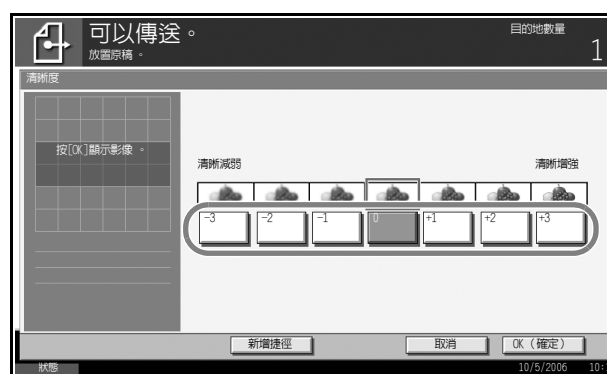 可以傳送。
放置原稿。
目的地數量
1
清晰度
按[OK]顯示影像。
清晰減弱
清晰增強
-3
-2
-1
0
+1
+2
+3
新增捷徑
取消
OK（確定）
狀態
10/5/2006 10: